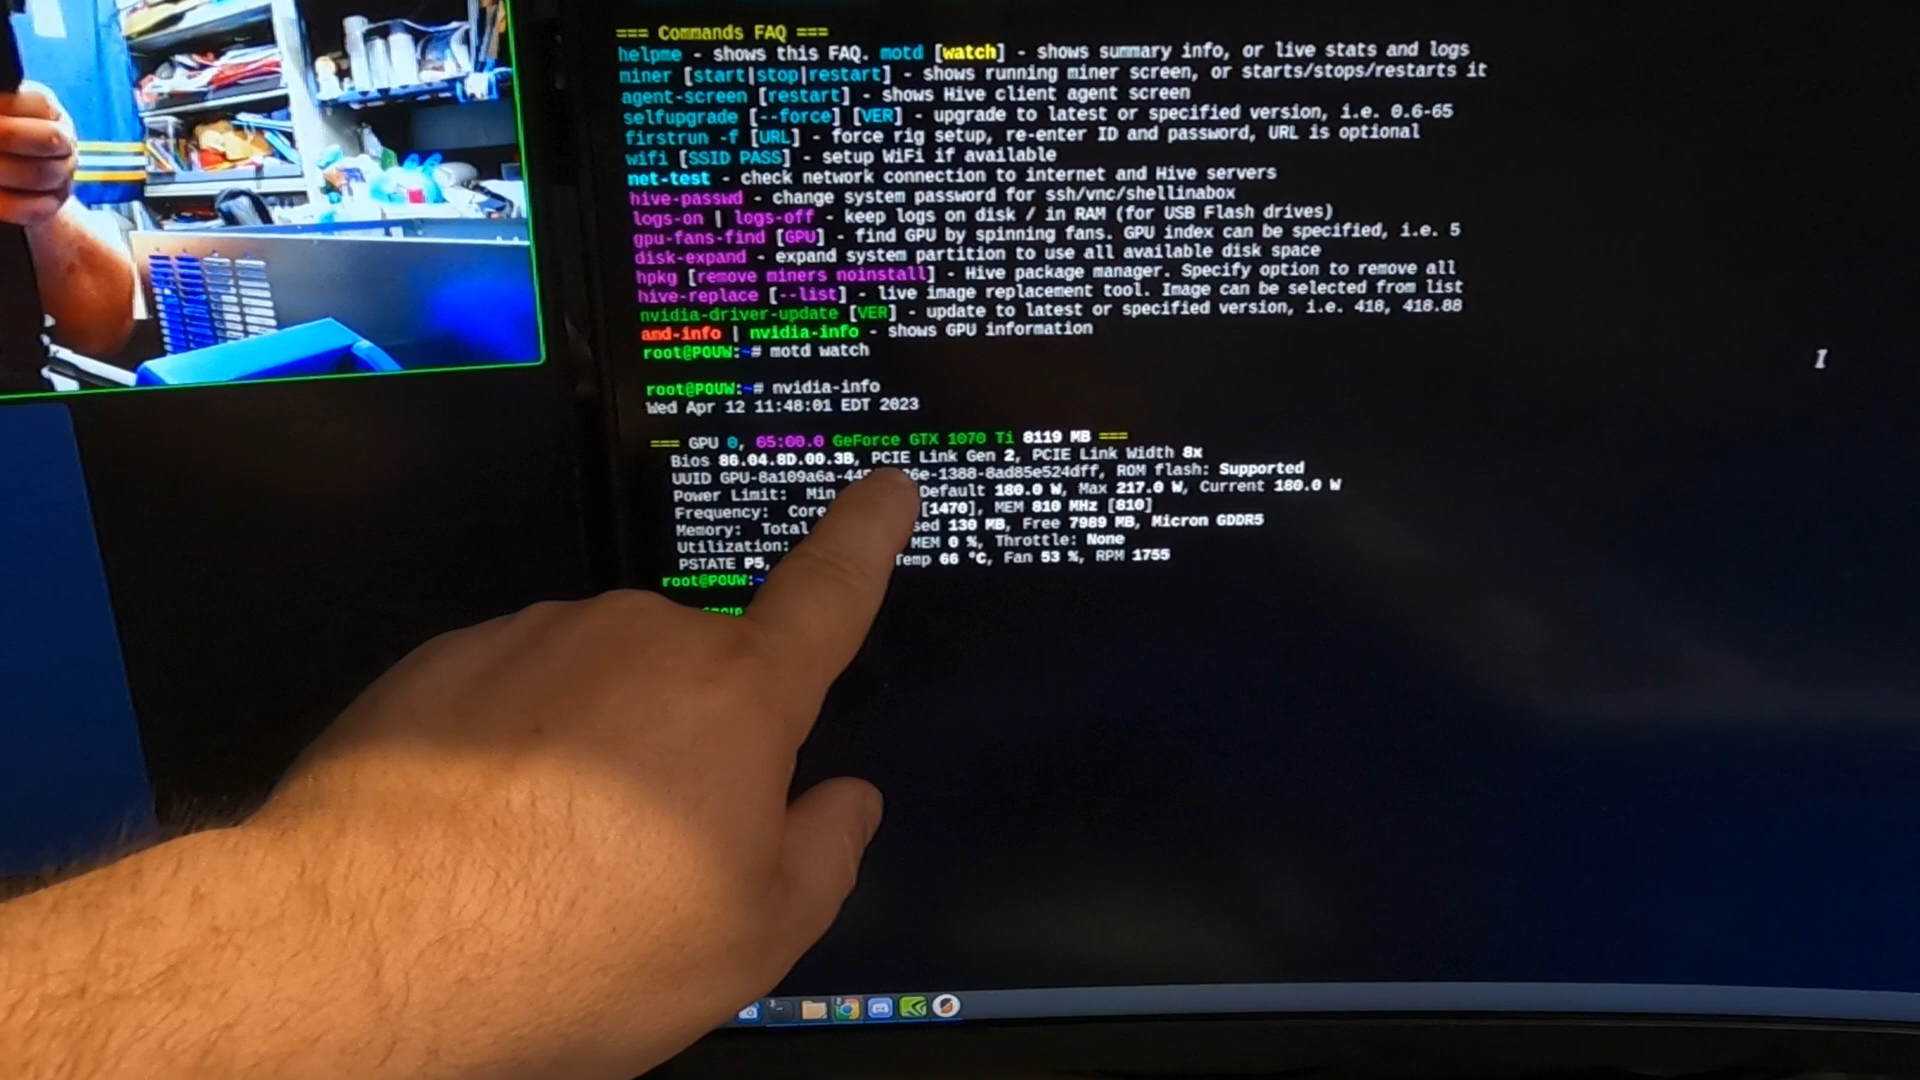 === Commands FAQ ===
helpme - shows this FAQ. motd [watch] - shows summary info, or live stats and logs
miner [start|stop|restart] - shows running miner screen, or starts/stops/restarts it
agent-screen [restart] - shows Hive client agent screen
selfupgrade [--force] [VER] - upgrade to latest or specified version, i.e. 0.6-65
firstrun -f [URL] - force rig setup, re-enter ID and password, URL is optional
wifi [SSID PASS] - setup WiFi if available
net-test - check network connection to internet and Hive servers
hive-passwd - change system password for ssh/vnc/shellinabox
logs-on | logs-off - keep logs on disk / in RAM (for USB Flash drives)
gpu-fans-find [GPU] - find GPU by spinning fans. GPU index can be specified, i.e. 5
disk-expand - expand system partition to use all available disk space
hpkg [remove miners noinstall] - Hive package manager. Specify option to remove all
hive-replace [--list] - live image replacement tool. Image can be selected from list
nvidia-driver-update [VER] - update to latest or specified version, i.e. 418, 418.88
amd-info | nvidia-info - shows GPU information
root@POUW:~# motd watch
root@POUW:~# nvidia-info
Wed Apr 12 11:48:01 EDT 2023
=== GPU 0, 05:00.0 GeForce GTX 1070 Ti 8119 MB ===
Bios 86.04.8D.00.3B, PCIE Link Gen 2, PCIE Link Width 8x
UUID 1388-8ad85e524dff, ROM flash: Supported
Power Limit: Min Default 180.0 W, Max 217.0 W, Current 180.0 W
Frequency: Core [1470], MEM 810 MHz [810]
Memory: Total 130 MB, Free 7989 MB, Micron GDDR5
Utilization: MEM 0 %, Throttle: None
PSTATE P5, Temp 66 °C, Fan 53 %, RPM 1755
root@POUW:~